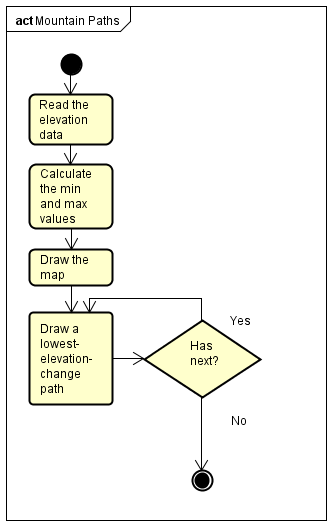 act Mountain Paths
Read the
elevation
data
Calculate
the min
and max
values
Draw the
map
Draw a
lowest-
elevation-
change
path
Has
next?
Yes
No